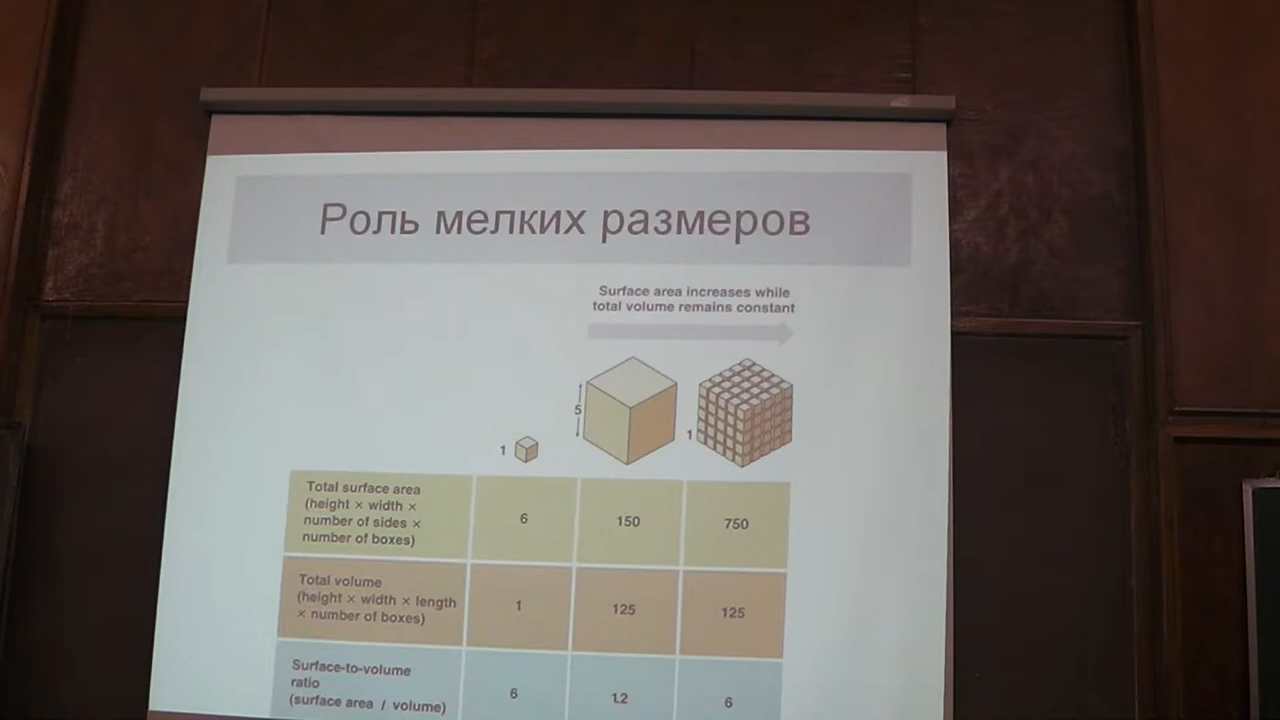 Роль мелких размеров
Surface area increases while
total volume remains constant
5
1
1
Total surface area
(height × width ×
number of sides ×
number of boxes)
6
150
750
Total volume
(height × width × length
× number of boxes)
1
125
125
Surface-to-volume
ratio
(surface area / volume)
6
1.2
6